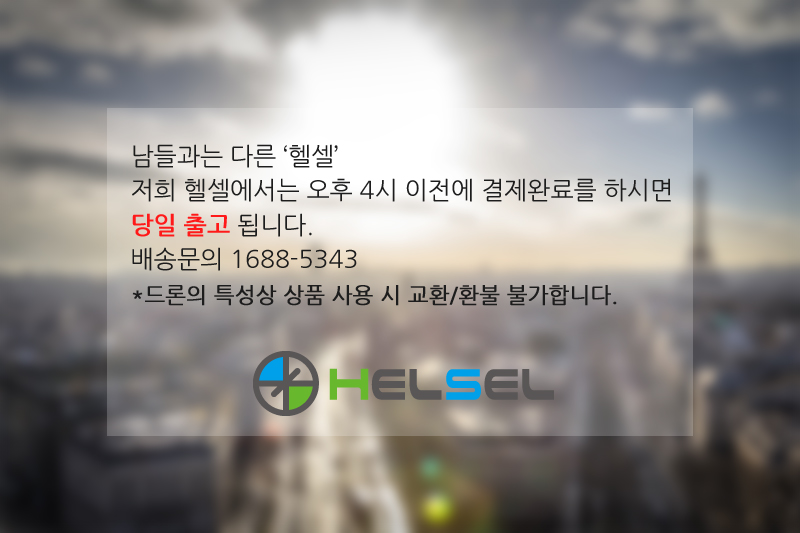 남들과는 다른 ‘헬셀’
저희 헬셀에서는 오후 4시 이전에 결제완료를 하시면
당일 출고 됩니다.
배송문의 1688-5343
*드론의 특성상 상품 사용 시 교환/환불 불가합니다.
HELSEL